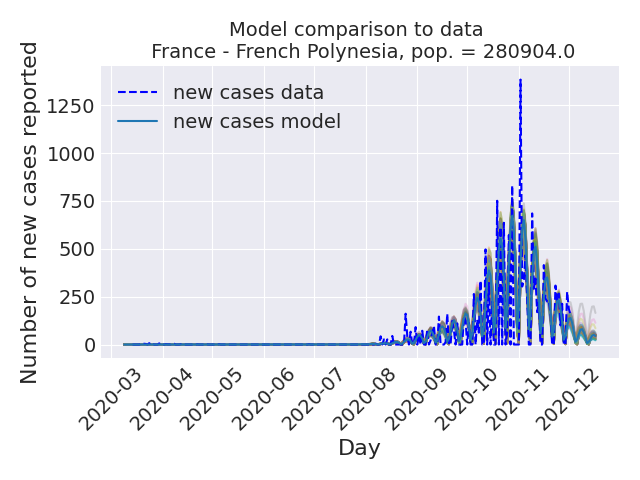 Model comparison to data
France - French Polynesia, pop. = 280904.0
Number of new cases reported
1250
1000
750
500
250
0
new cases data
new cases model
2020-03
2020-04
2020-05
2020-06
2020-07
2020-08
2020-09
2020-10
2020-11
2020-12
Day